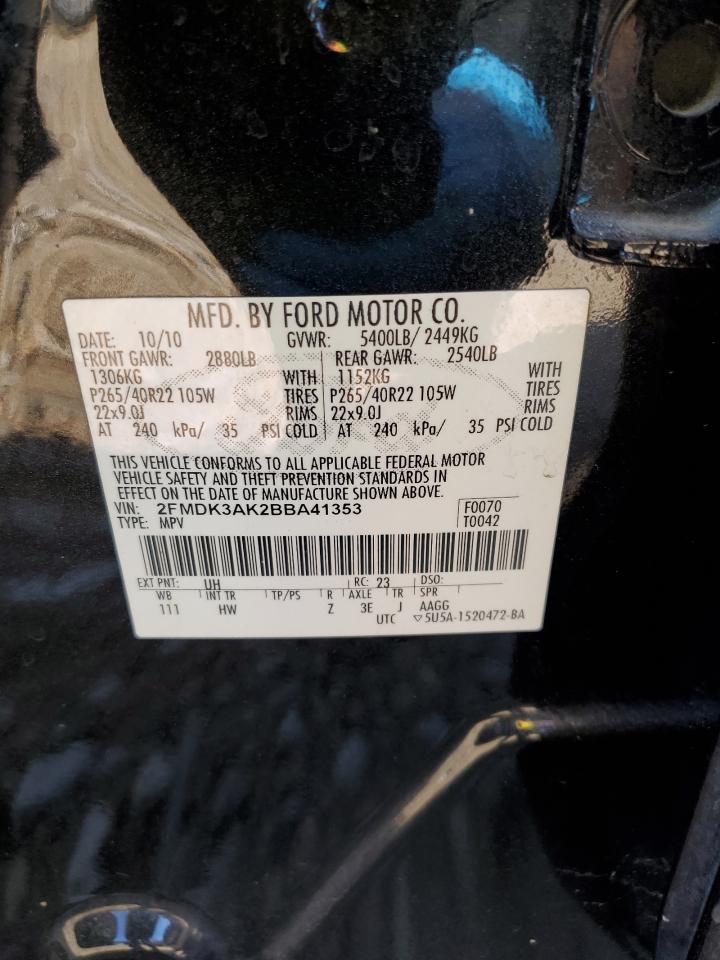 MFD. BY FORD MOTOR CO.
DATE: 10/10 GVWR: 5400LB/ 2449KG
FRONT GAWR: 2880LB REAR GAWR: 2540LB
1306KG WITH 1152KG WITH
P265/40R22 105W TIRES P265/40R22 105W TIRES
22x9.0J RIMS 22x9.0J RIMS
AT 240 kPa/ 35 PSI COLD AT 240 kPa/ 35 PSI COLD
THIS VEHICLE CONFORMS TO ALL APPLICABLE FEDERAL MOTOR
VEHICLE SAFETY AND THEFT PREVENTION STANDARDS IN
EFFECT ON THE DATE OF MANUFACTURE SHOWN ABOVE.
VIN: 2FMDK3AK2BBA41353 F0070
TYPE: MPV T0042
EXT PNT: UH RC: 23 DSO:
WB INT TR TP/PS R AXLE TR SPR
111 HW Z 3E J AAGG
UTC ▽5U5A-1520472-BA